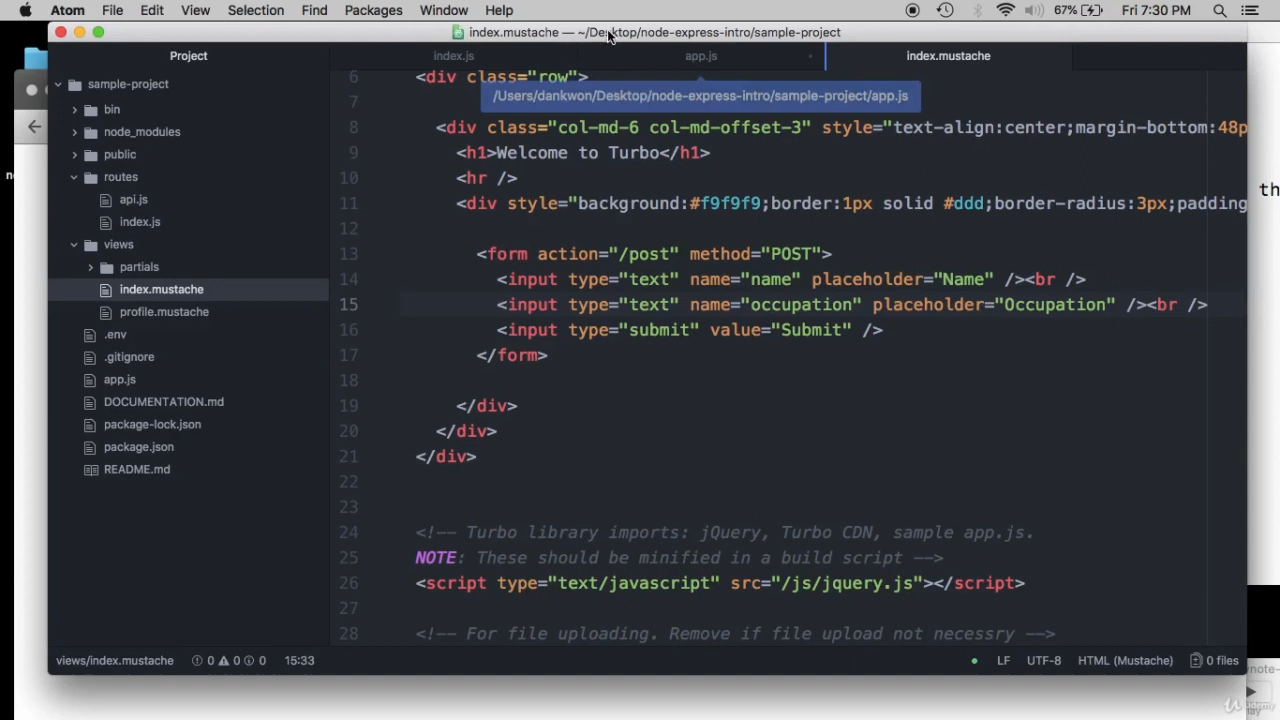 Atom File Edit View Selection Find Packages Window Help 67% Fri 7:30 PM
index.mustache — ~/Desktop/node-express-intro/sample-project
Project
index.js app.js index.mustache
/Users/dankwon/Desktop/node-express-intro/sample-project/app.js
sample-project
bin
node_modules
public
routes
api.js
index.js
views
partials
index.mustache
profile.mustache
.env
.gitignore
app.js
DOCUMENTATION.md
package-lock.json
package.json
README.md
6 <div class="row">
7
8 <div class="col-md-6 col-md-offset-3" style="text-align:center;margin-bottom:48p
9 <h1>Welcome to Turbo</h1>
10 <hr />
11 <div style="background:#f9f9f9;border:1px solid #ddd;border-radius:3px;padding
12
13 <form action="/post" method="POST">
14 <input type="text" name="name" placeholder="Name" /><br />
15 <input type="text" name="occupation" placeholder="Occupation" /><br />
16 <input type="submit" value="Submit" />
17 </form>
18
19 </div>
20 </div>
21 </div>
22
23
24 <!-- Turbo library imports: jQuery, Turbo CDN, sample app.js.
25 NOTE: These should be minified in a build script -->
26 <script type="text/javascript" src="/js/jquery.js"></script>
27
28 <!-- For file uploading. Remove if file upload not necessry -->
views/index.mustache 0 0 0 15:33 LF UTF-8 HTML (Mustache) 0 files
th
Udemy